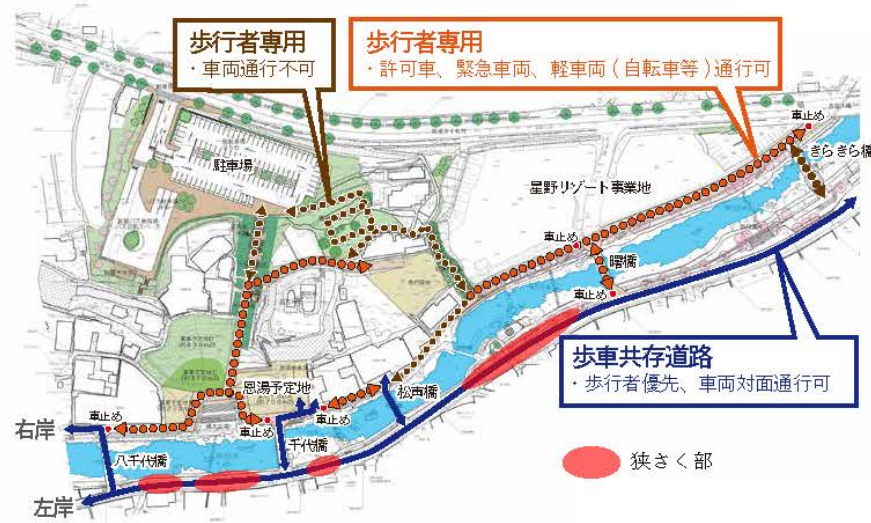 歩行者専用
・車両通行不可
歩行者専用
・許可車、緊急車両、軽車両(自転車等)通行可
車止め
きらきら橋
駐車場
星野リゾート事業地
車止め
曙橋
車止め
歩車共存道路
・歩行者優先、車両対面通行可
恩湯予定地
松声橋
車止め
車止め
車止め
千代橋
八千代橋
右岸
左岸
狭さく部